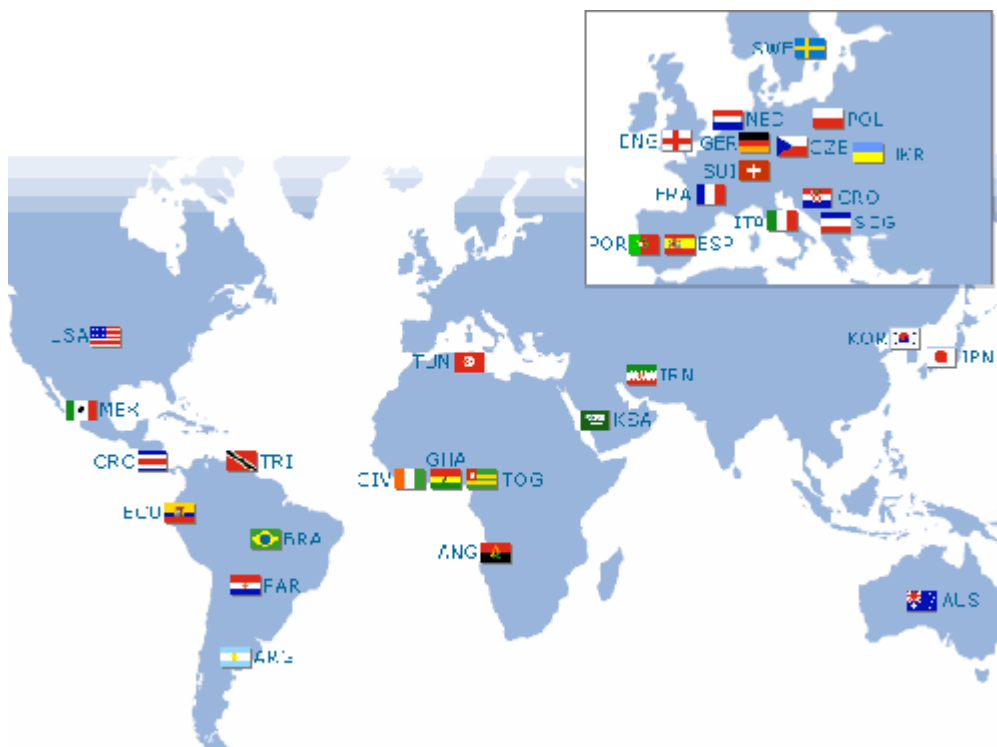 SWE
NED
POL
ENG
GER
CZE
UKR
SUI
FRA
CRO
ITA
SCG
POR
ESP
USA
KOR
JPN
TUN
IRN
MEX
KSA
CRC
TRI
CIV
GHA
TOG
ECU
BRA
ANG
PAR
AUS
ARG